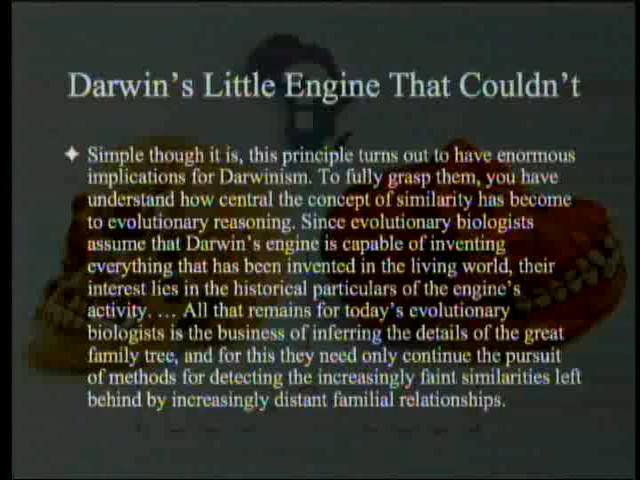 Darwin's Little Engine That Couldn't
Simple though it is, this principle turns out to have enormous
implications for Darwinism. To fully grasp them, you have
understand how central the concept of similarity has become
to evolutionary reasoning. Since evolutionary biologists
assume that Darwin's engine is capable of inventing
everything that has been invented in the living world, their
interest lies in the historical particulars of the engine's
activity. … All that remains for today's evolutionary
biologists is the business of inferring the details of the great
family tree, and for this they need only continue the pursuit
of methods for detecting the increasingly faint similarities left
behind by increasingly distant familial relationships.